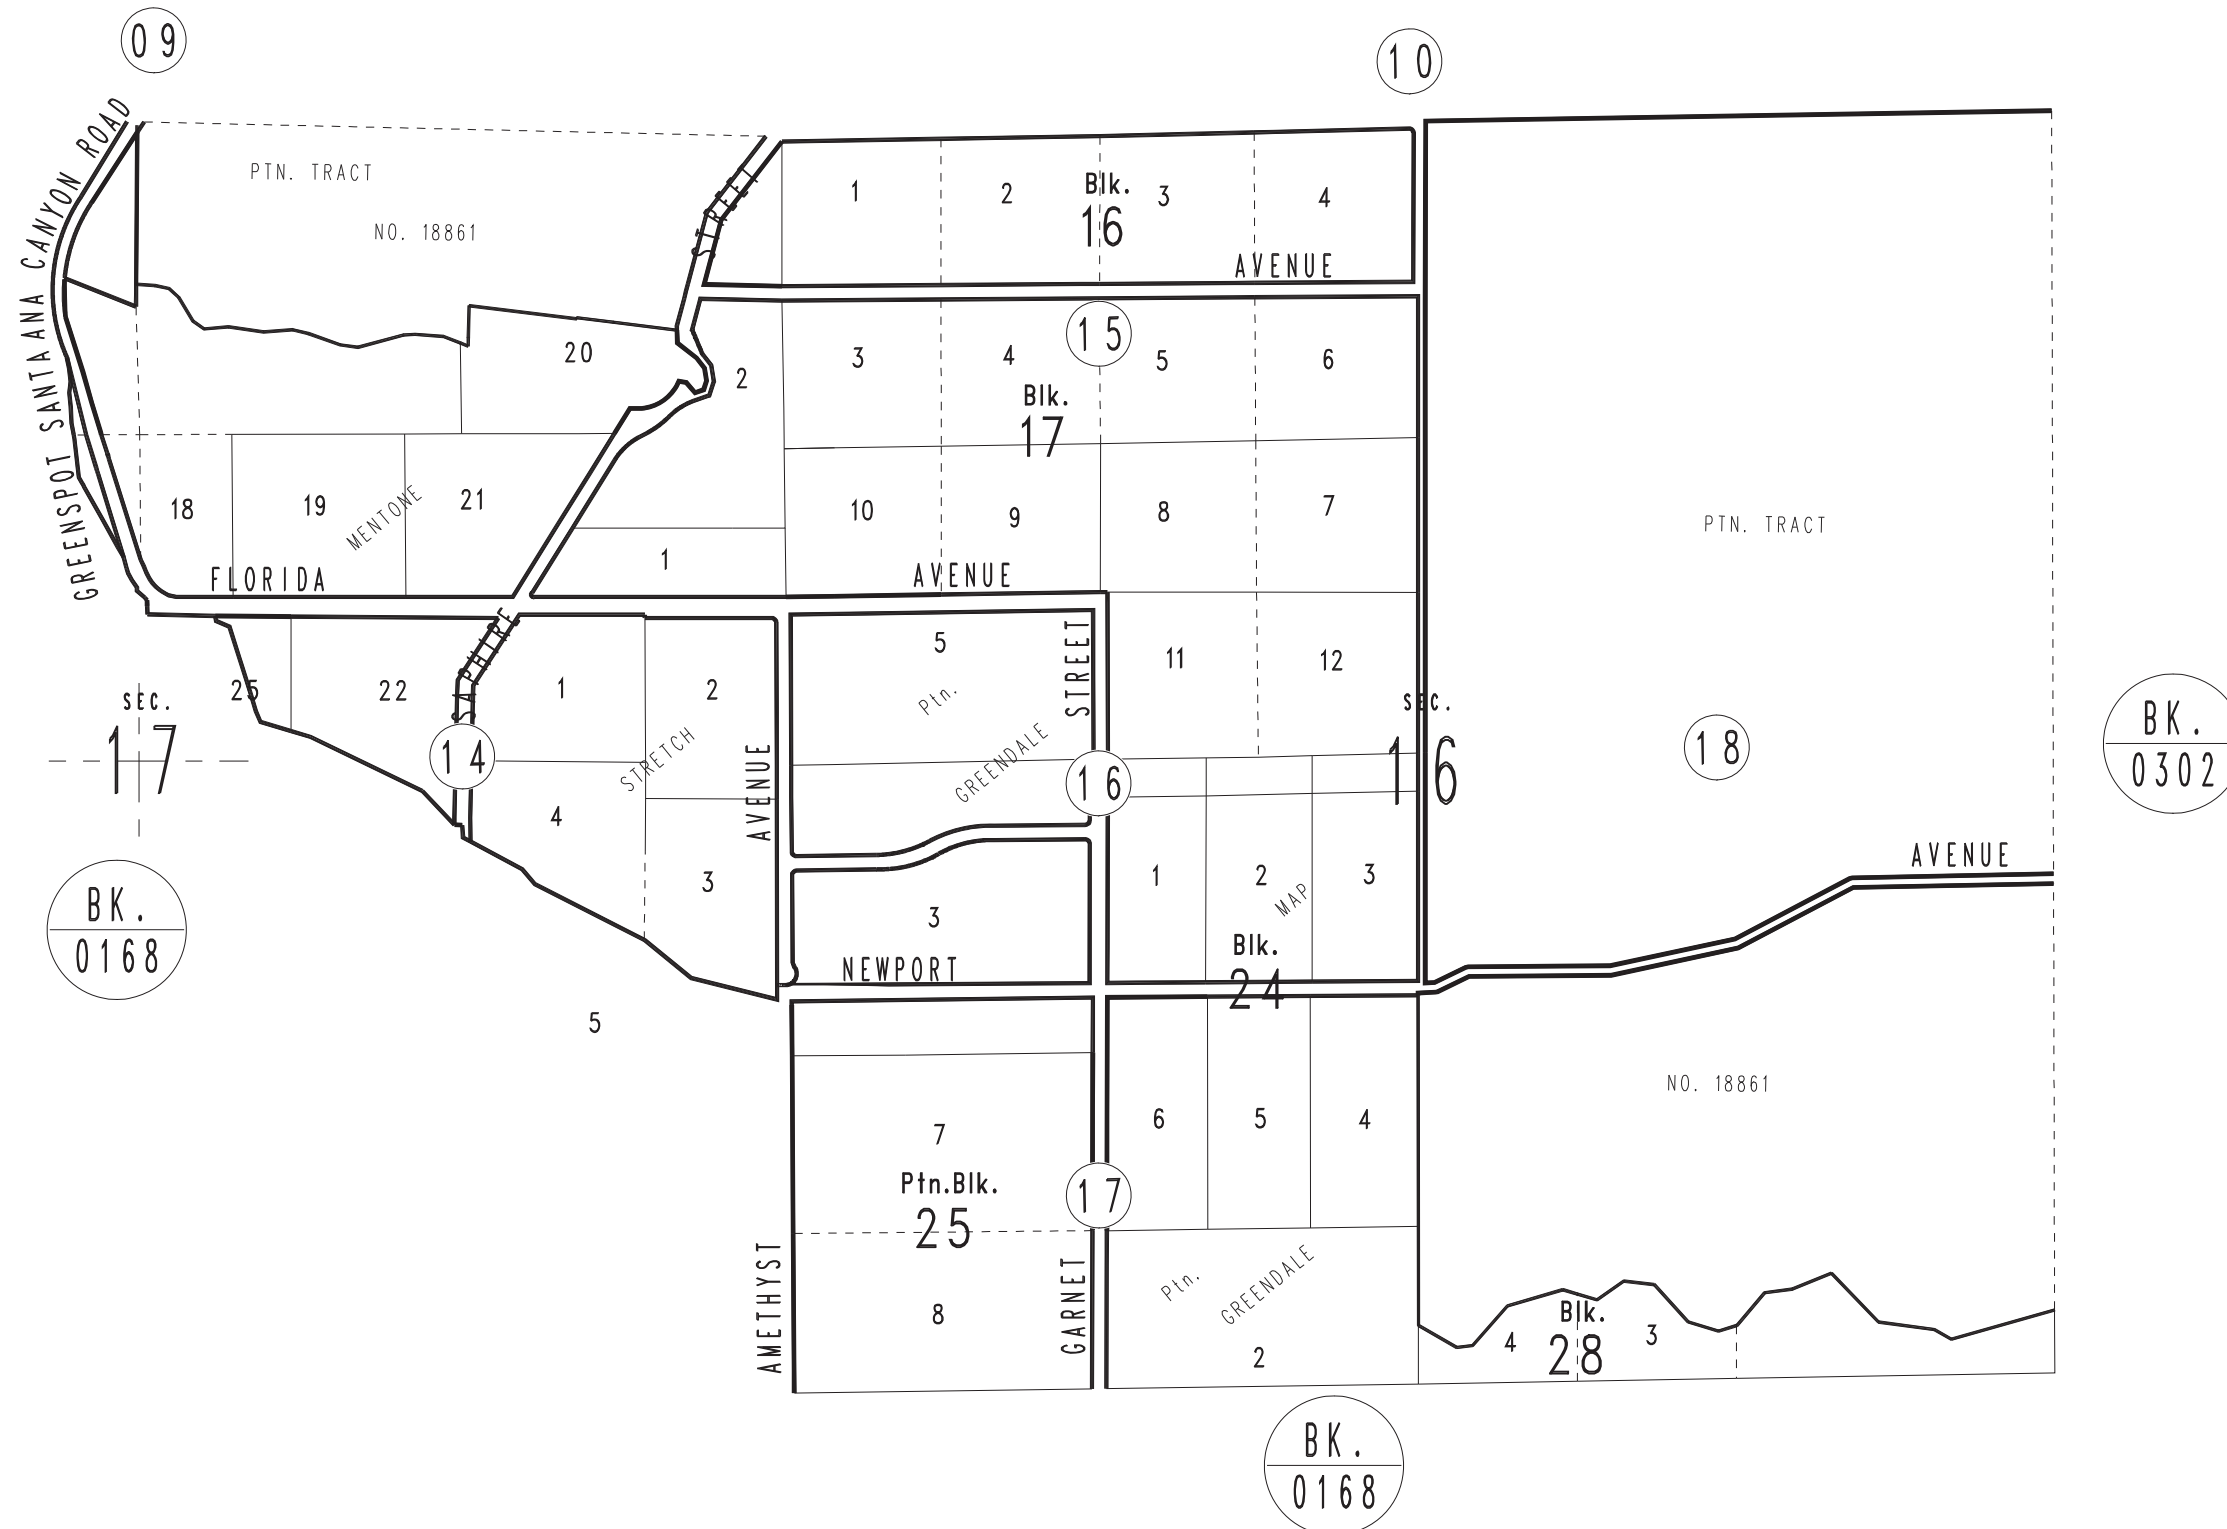 09
10
GREENSPOT SANTA ANA CANYON ROAD
PTN. TRACT
NO. 18861
STREET
1
2
3
4
Blk.
16
AVENUE
15
20
2
3
4
5
6
Blk.
17
18
19
21
MENTONE
10
9
8
7
1
FLORIDA
AVENUE
PTN. TRACT
SAPHIRE
25
22
1
2
5
Ptn.
GREENDALE
STREET
11
12
SEC.
17
SEC.
16
14
STRETCH
AVENUE
16
18
BK.
0302
4
3
1
2
3
MAP
AVENUE
BK.
0168
3
NEWPORT
Blk.
24
5
NO. 18861
7
6
5
4
Ptn.Blk.
25
17
AMETHYST
GARNET
8
Ptn.
GREENDALE
2
Blk.
28
4
3
BK.
0168